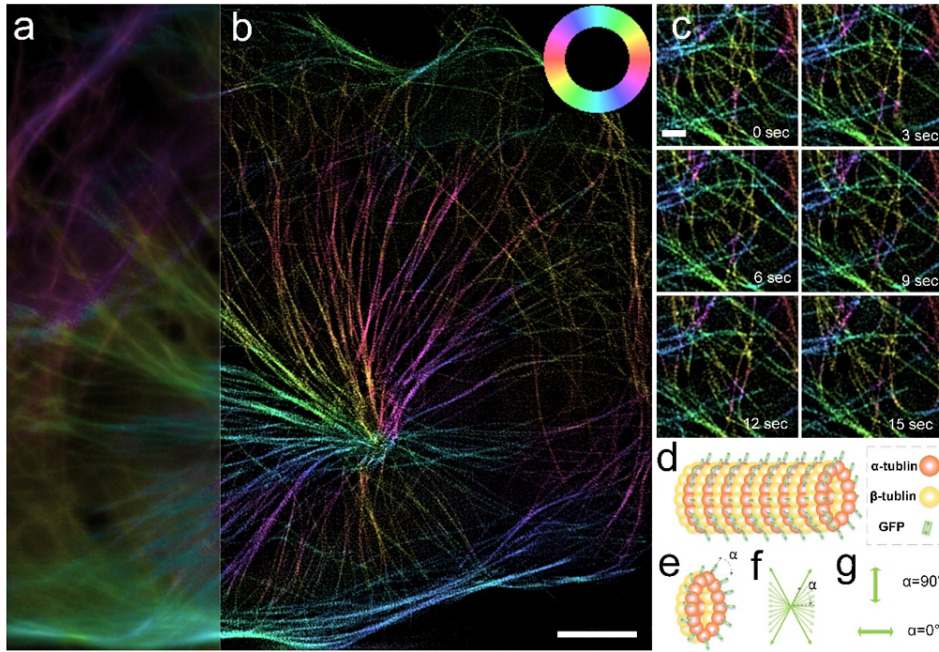 a
b
c
0 sec
3 sec
6 sec
9 sec
12 sec
15 sec
d
α-tublin
β-tublin
GFP
e
α
f
α
g
α=90°
α=0°